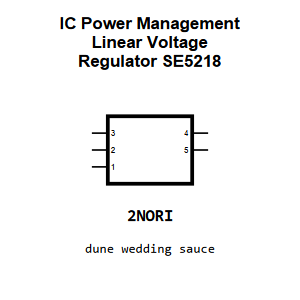 IC Power Management
Linear Voltage
Regulator SE5218
3 4
2 5
1
2NORI
dune wedding sauce